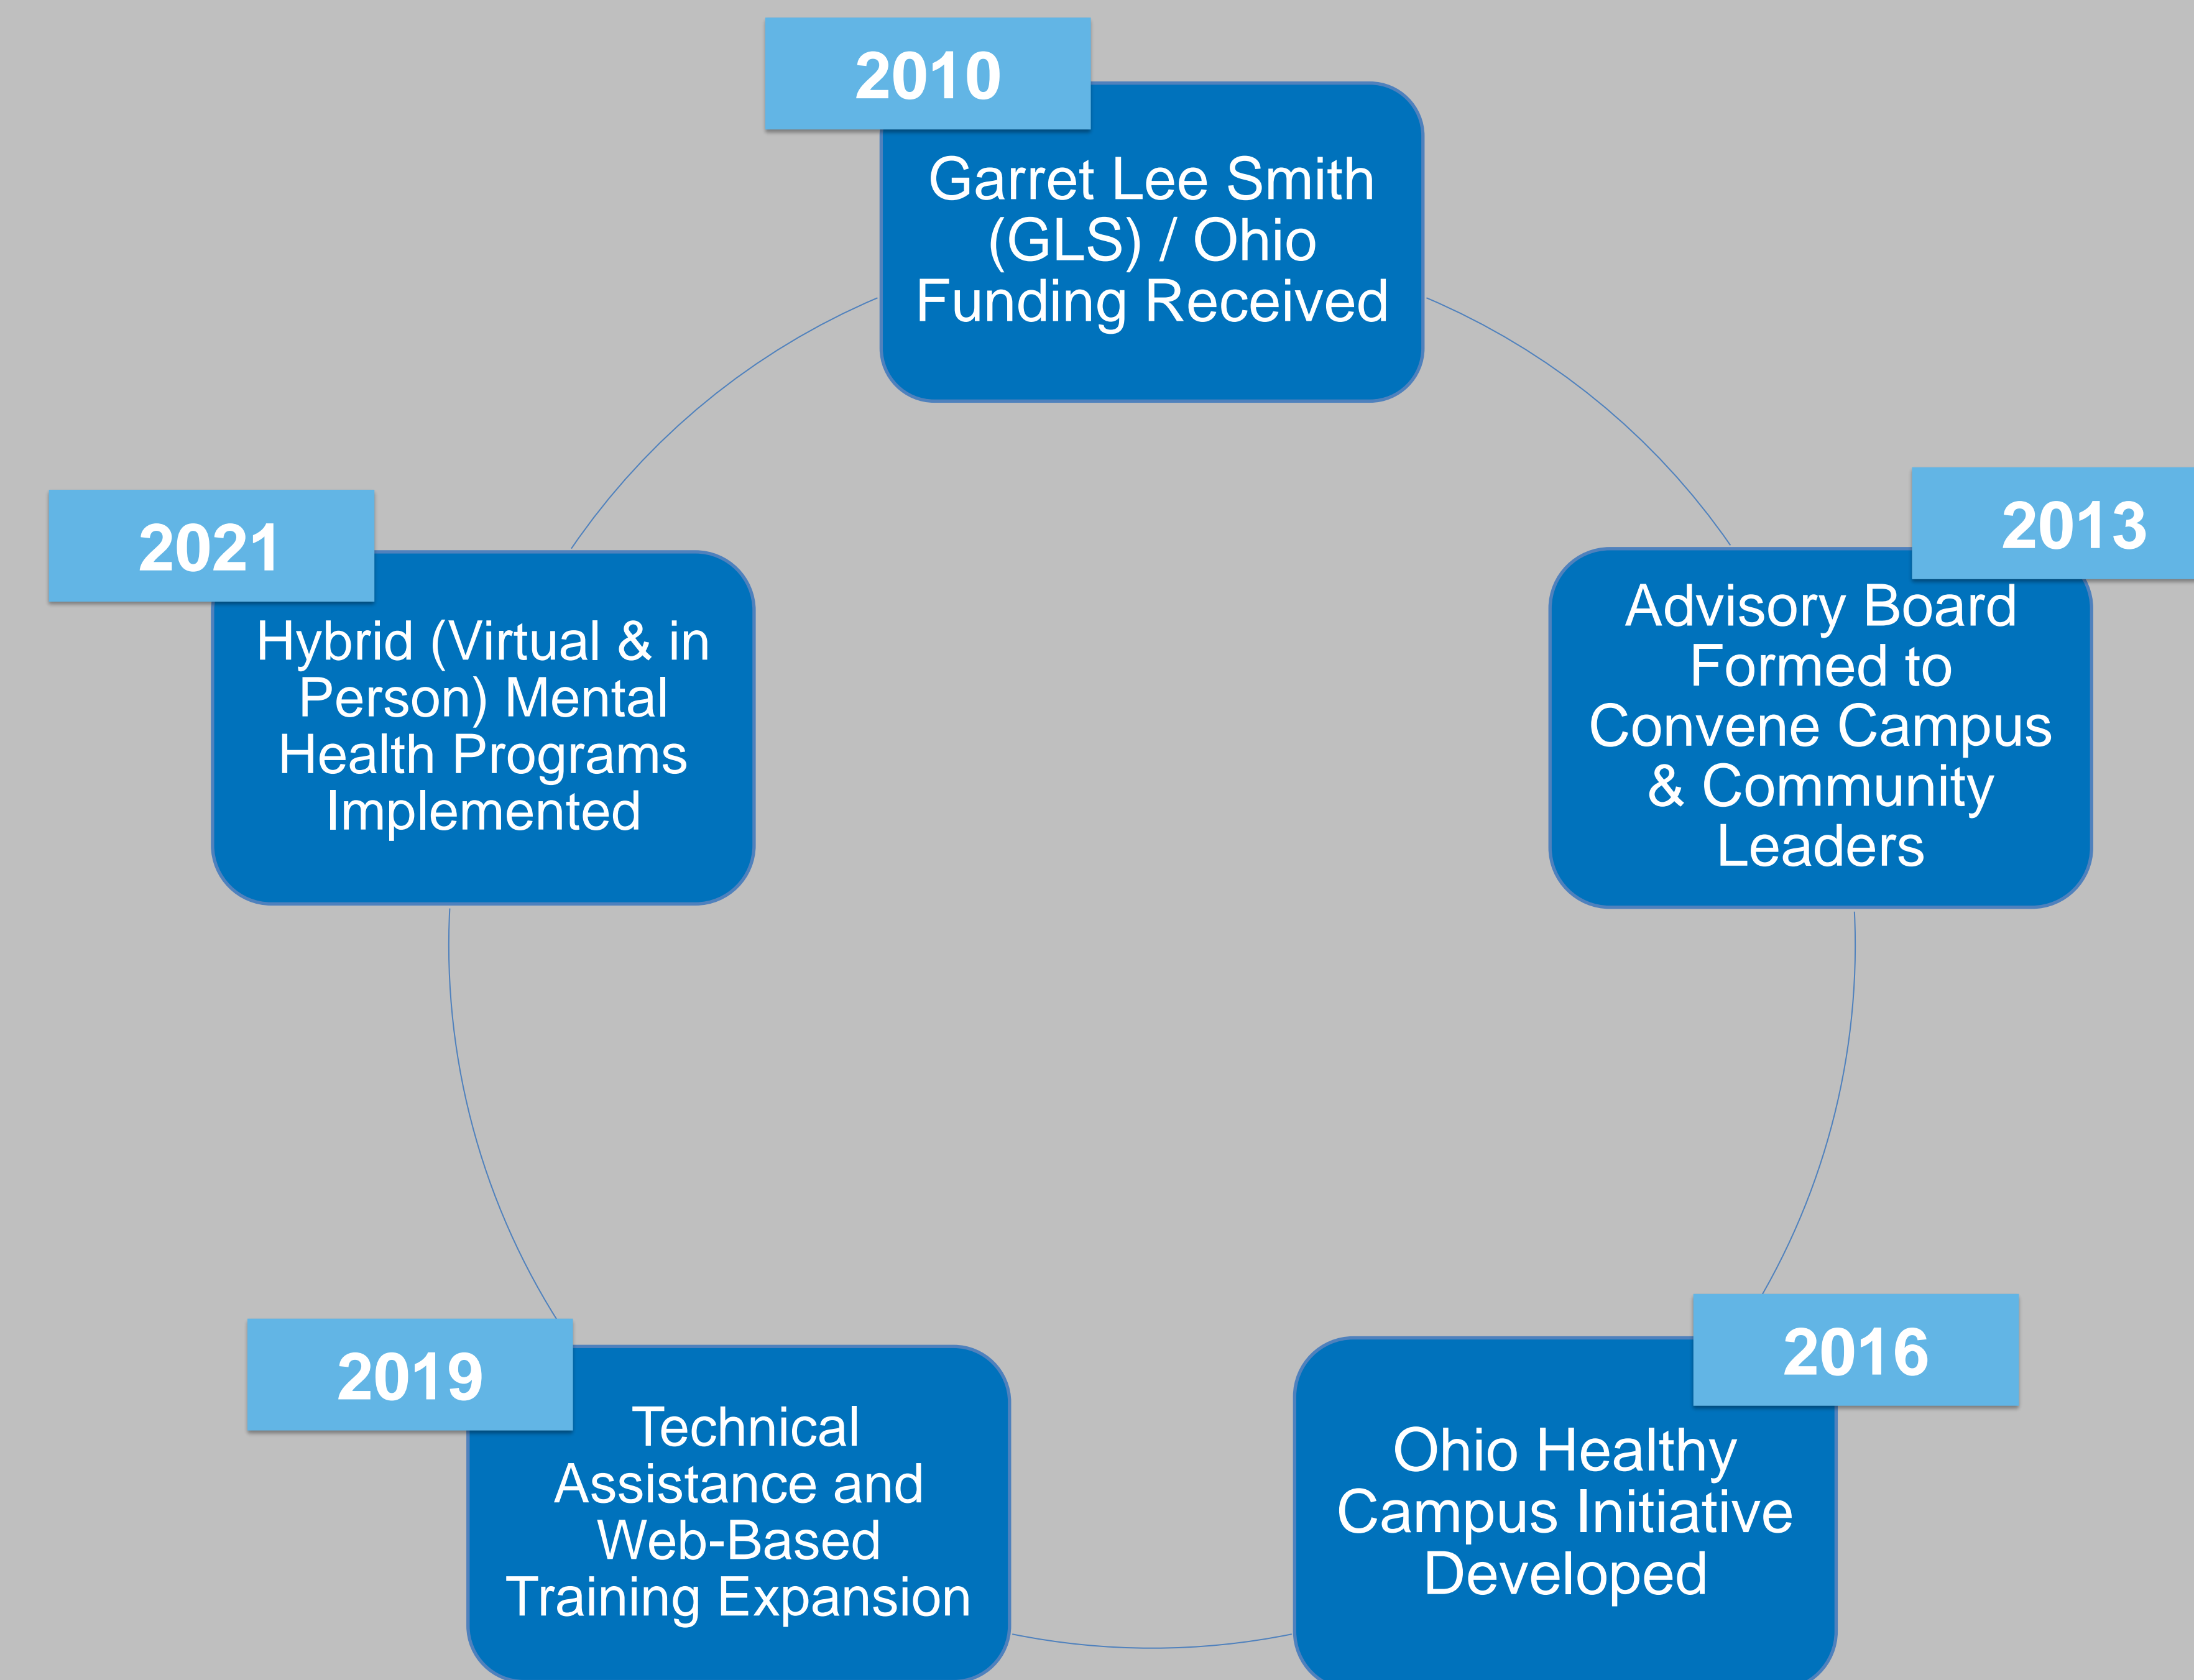 2010
Garret Lee Smith
(GLS) / Ohio
Funding Received
2013
Advisory Board
Formed to
Convene Campus
& Community
Leaders
2016
Ohio Healthy
Campus Initiative
Developed
2019
Technical
Assistance and
Web-Based
Training Expansion
2021
Hybrid (Virtual & in
Person) Mental
Health Programs
Implemented